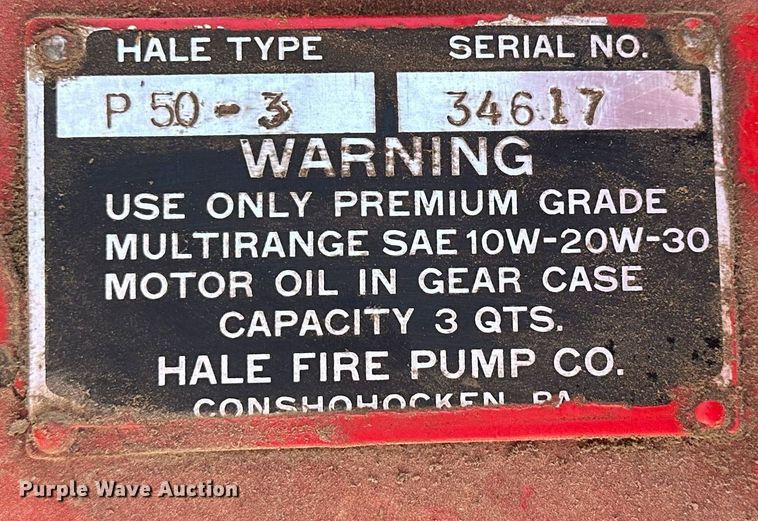 HALE TYPE SERIAL NO.
P 50-3 34617
WARNING
USE ONLY PREMIUM GRADE
MULTIRANGE SAE 10W-20W-30
MOTOR OIL IN GEAR CASE
CAPACITY 3 QTS.
HALE FIRE PUMP CO.
CONSHOHOCKEN PA
Purple Wave Auction